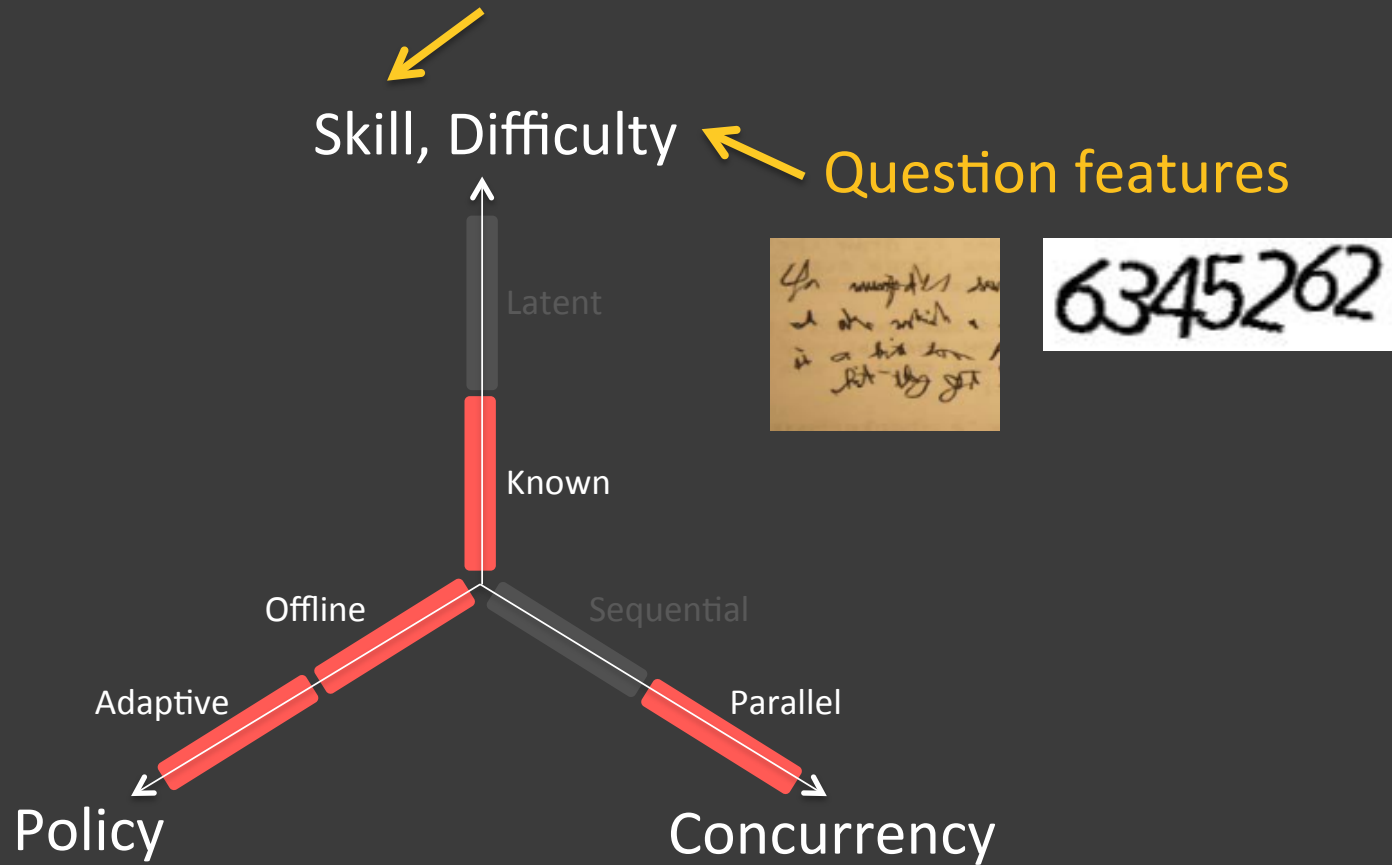 Skill, Difficulty
Question features
6345262
Latent
Known
Offline
Sequential
Adaptive
Parallel
Policy
Concurrency